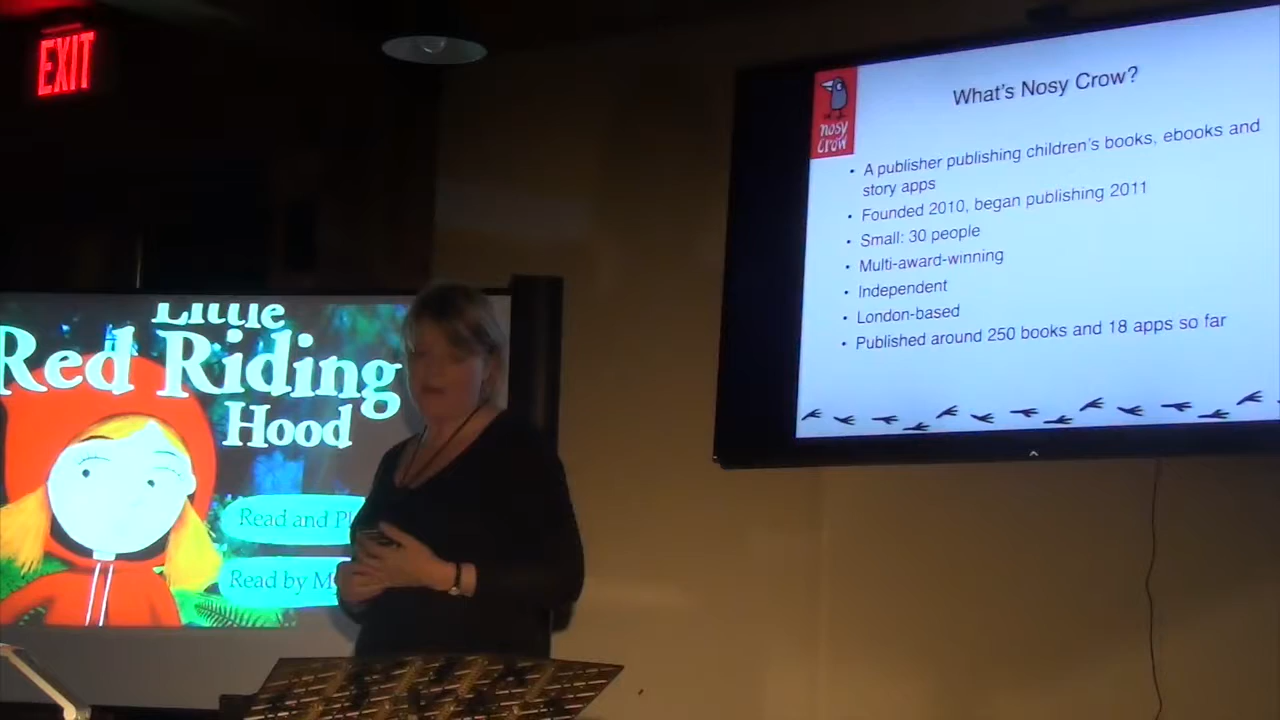 EXIT
What's Nosy Crow?
nosy
crow
• A publisher publishing children's books, ebooks and
story apps
• Founded 2010, began publishing 2011
• Small: 30 people
• Multi-award-winning
• Independent
• London-based
• Published around 250 books and 18 apps so far
Little
Red Riding
Hood
Read and Pl
Read by M